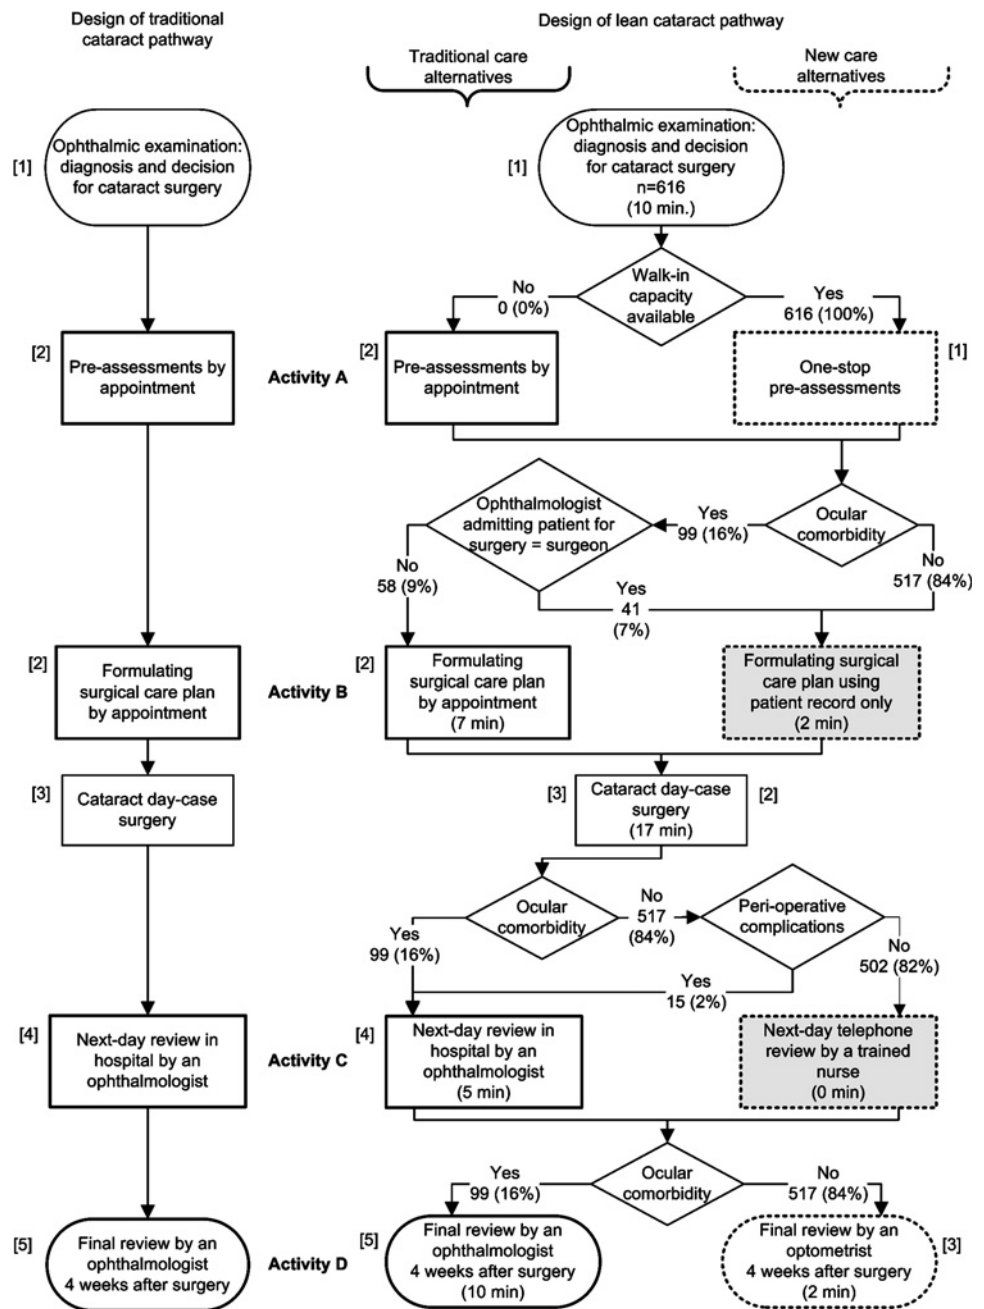 Design of traditional
cataract pathway
Design of lean cataract pathway
Traditional care
alternatives
New care
alternatives
[1]
Ophthalmic examination:
diagnosis and decision
for cataract surgery
[1]
Ophthalmic examination:
diagnosis and decision
for cataract surgery
n=616
(10 min.)
Walk-in
capacity
available
No
0 (0%)
Yes
616 (100%)
[2]
Pre-assessments by
appointment
Activity A
[2]
Pre-assessments by
appointment
One-stop
pre-assessments
[1]
Ophthalmologist
admitting patient for
surgery = surgeon
Yes
99 (16%)
Ocular
comorbidity
No
58 (9%)
Yes
41
(7%)
No
517 (84%)
[2]
Formulating
surgical care plan
by appointment
Activity B
[2]
Formulating
surgical care plan
by appointment
(7 min)
Formulating surgical
care plan using
patient record only
(2 min)
[3]
Cataract day-case
surgery
[3]
Cataract day-case
surgery
(17 min)
[2]
Ocular
comorbidity
No
517
(84%)
Peri-operative
complications
Yes
99 (16%)
No
502 (82%)
Yes
15 (2%)
[4]
Next-day review in
hospital by an
ophthalmologist
Activity C
[4]
Next-day review in
hospital by an
ophthalmologist
(5 min)
Next-day telephone
review by a trained
nurse
(0 min)
Yes
99 (16%)
Ocular
comorbidity
No
517 (84%)
[5]
Final review by an
ophthalmologist
4 weeks after surgery
Activity D
[5]
Final review by an
ophthalmologist
4 weeks after surgery
(10 min)
Final review by an
optometrist
4 weeks after surgery
(2 min)
[3]